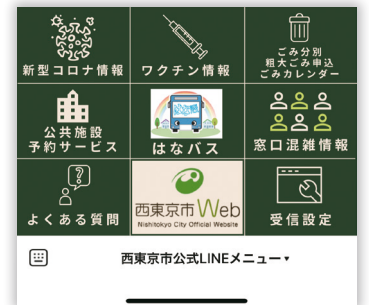 新型コロナ情報
ワクチン情報
ごみ分別
粗大ごみ申込
ごみカレンダー
公共施設
予約サービス
はなバス
窓口混雑情報
よくある質問
西東京市Web
Nishitokyo City Official Website
受信設定
西東京市公式LINEメニュー▾